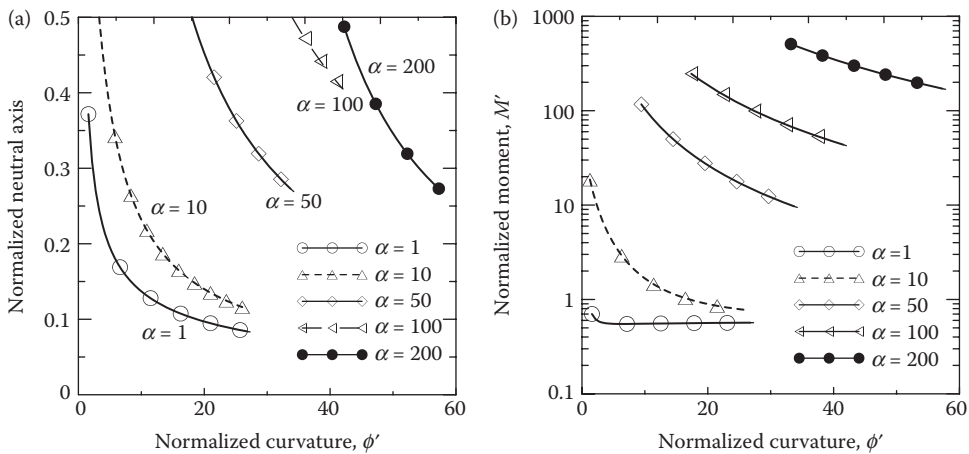 (a)
0.5
0.4
0.3
0.2
0.1
0
Normalized neutral axis
α = 200
α = 100
α = 50
α = 10
α = 1
α = 1
α = 10
α = 50
α = 100
α = 200
0 20 40 60
Normalized curvature, ϕ′
(b)
1000
100
10
1
0.1
Normalized moment, M′
α = 1
α = 10
α = 50
α = 100
α = 200
0 20 40 60
Normalized curvature, ϕ′